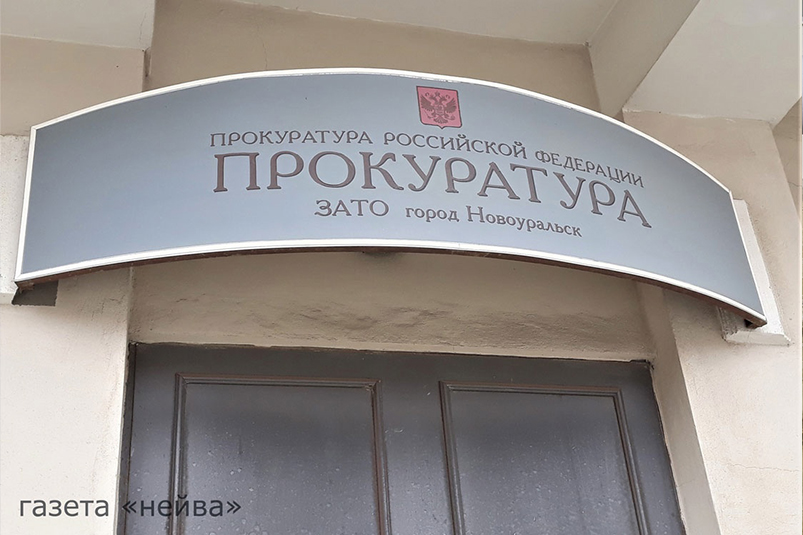 ПРОКУРАТУРА РОССИЙСКОЙ ФЕДЕРАЦИИ
ПРОКУРАТУРА
ЗАТО город Новоуральск
газета «нейва»